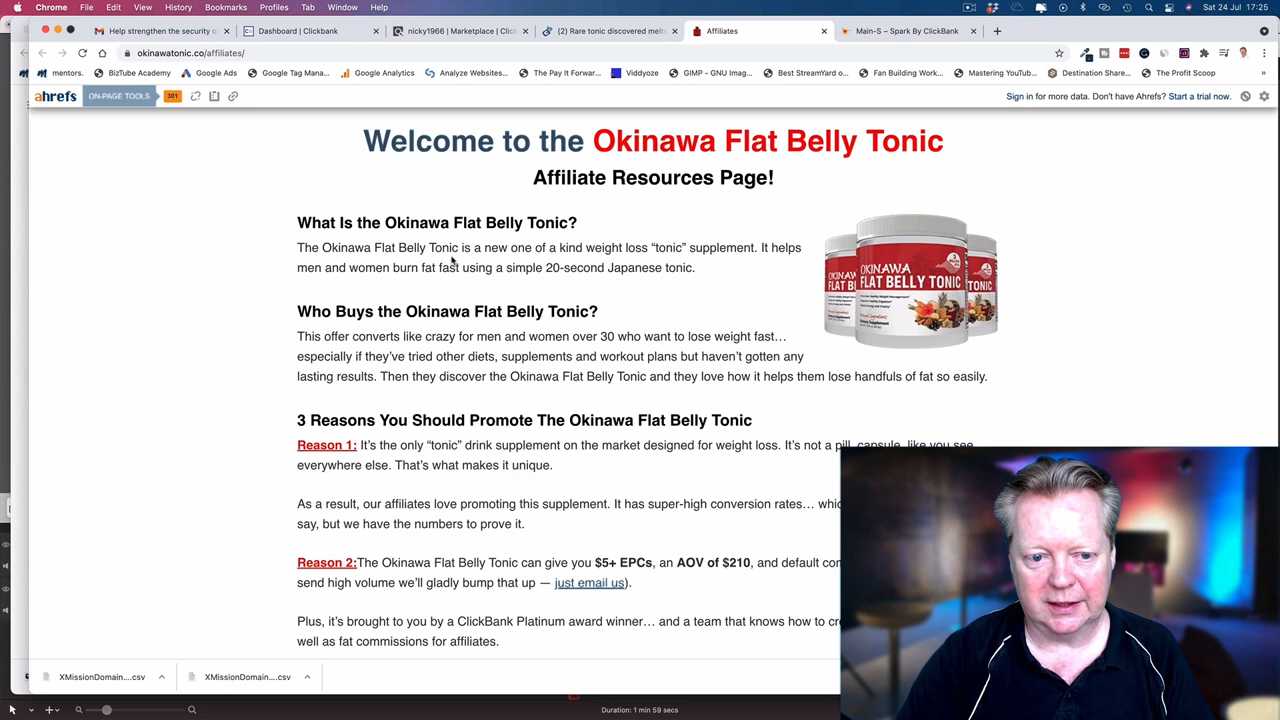 Chrome File Edit View History Bookmarks Profiles Tab Window Help Sat 24 Jul 17:25
Help strengthen the security of Dashboard | Clickbank nicky1966 | Marketplace | Click (2) Rare tonic discovered melts Affiliates Main-S – Spark By ClickBank
okinawatonic.co/affiliates/
mentors. BizTube Academy Google Ads Google Tag Mana... Google Analytics Analyze Websites... The Pay It Forwar... Viddyoze GIMP - GNU Imag... Best StreamYard o... Fan Building Work... Mastering YouTub... Destination Share... The Profit Scoop »
ahrefs ON-PAGE TOOLS 301 Sign in for more data. Don't have Ahrefs? Start a trial now.
Welcome to the Okinawa Flat Belly Tonic
Affiliate Resources Page!
What Is the Okinawa Flat Belly Tonic?
The Okinawa Flat Belly Tonic is a new one of a kind weight loss “tonic” supplement. It helps
men and women burn fat fast using a simple 20-second Japanese tonic.
OKINAWA
FLAT BELLY TONIC
Who Buys the Okinawa Flat Belly Tonic?
This offer converts like crazy for men and women over 30 who want to lose weight fast…
especially if they’ve tried other diets, supplements and workout plans but haven’t gotten any
lasting results. Then they discover the Okinawa Flat Belly Tonic and they love how it helps them lose handfuls of fat so easily.
3 Reasons You Should Promote The Okinawa Flat Belly Tonic
Reason 1: It’s the only “tonic” drink supplement on the market designed for weight loss. It’s not a pill, capsule, like you see
everywhere else. That’s what makes it unique.
As a result, our affiliates love promoting this supplement. It has super-high conversion rates…
say, but we have the numbers to prove it.
Reason 2:The Okinawa Flat Belly Tonic can give you $5+ EPCs, an AOV of $210, and default
send high volume we’ll gladly bump that up — just email us).
Plus, it’s brought to you by a ClickBank Platinum award winner… and a team that knows how to
well as fat commissions for affiliates.
XMissionDomain....csv XMissionDomain....csv
Duration: 1 min 59 secs